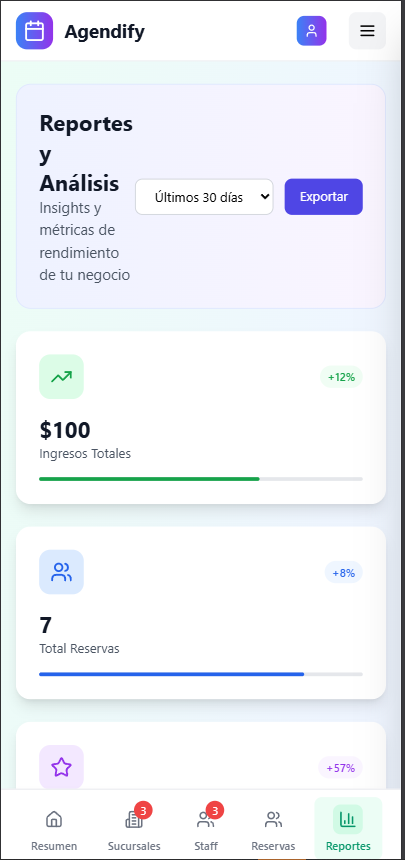 Agendify
Reportes
y
Análisis
Insights y
métricas de
rendimiento
de tu negocio
Últimos 30 días
Exportar
+12%
$100
Ingresos Totales
+8%
7
Total Reservas
+57%
3
3
Resumen
Sucursales
Staff
Reservas
Reportes